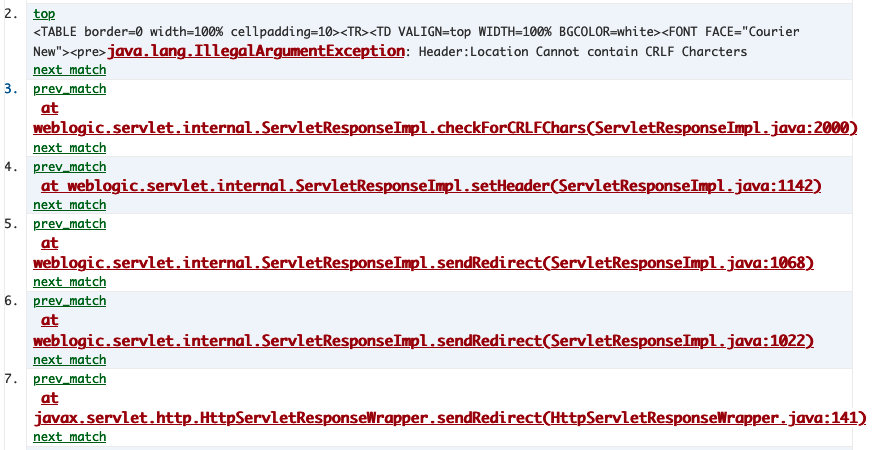 2. top
<TABLE border=0 width=100% cellpadding=10><TR><TD VALIGN=top WIDTH=100% BGCOLOR=white><FONT FACE="Courier
New"><pre>java.lang.IllegalArgumentException: Header:Location Cannot contain CRLF Charcters
next_match
3. prev_match
at
weblogic.servlet.internal.ServletResponseImpl.checkForCRLFChars(ServletResponseImpl.java:2000)
next_match
4. prev_match
at weblogic.servlet.internal.ServletResponseImpl.setHeader(ServletResponseImpl.java:1142)
next_match
5. prev_match
at
weblogic.servlet.internal.ServletResponseImpl.sendRedirect(ServletResponseImpl.java:1068)
next_match
6. prev_match
at
weblogic.servlet.internal.ServletResponseImpl.sendRedirect(ServletResponseImpl.java:1022)
next_match
7. prev_match
at
javax.servlet.http.HttpServletResponseWrapper.sendRedirect(HttpServletResponseWrapper.java:141)
next_match